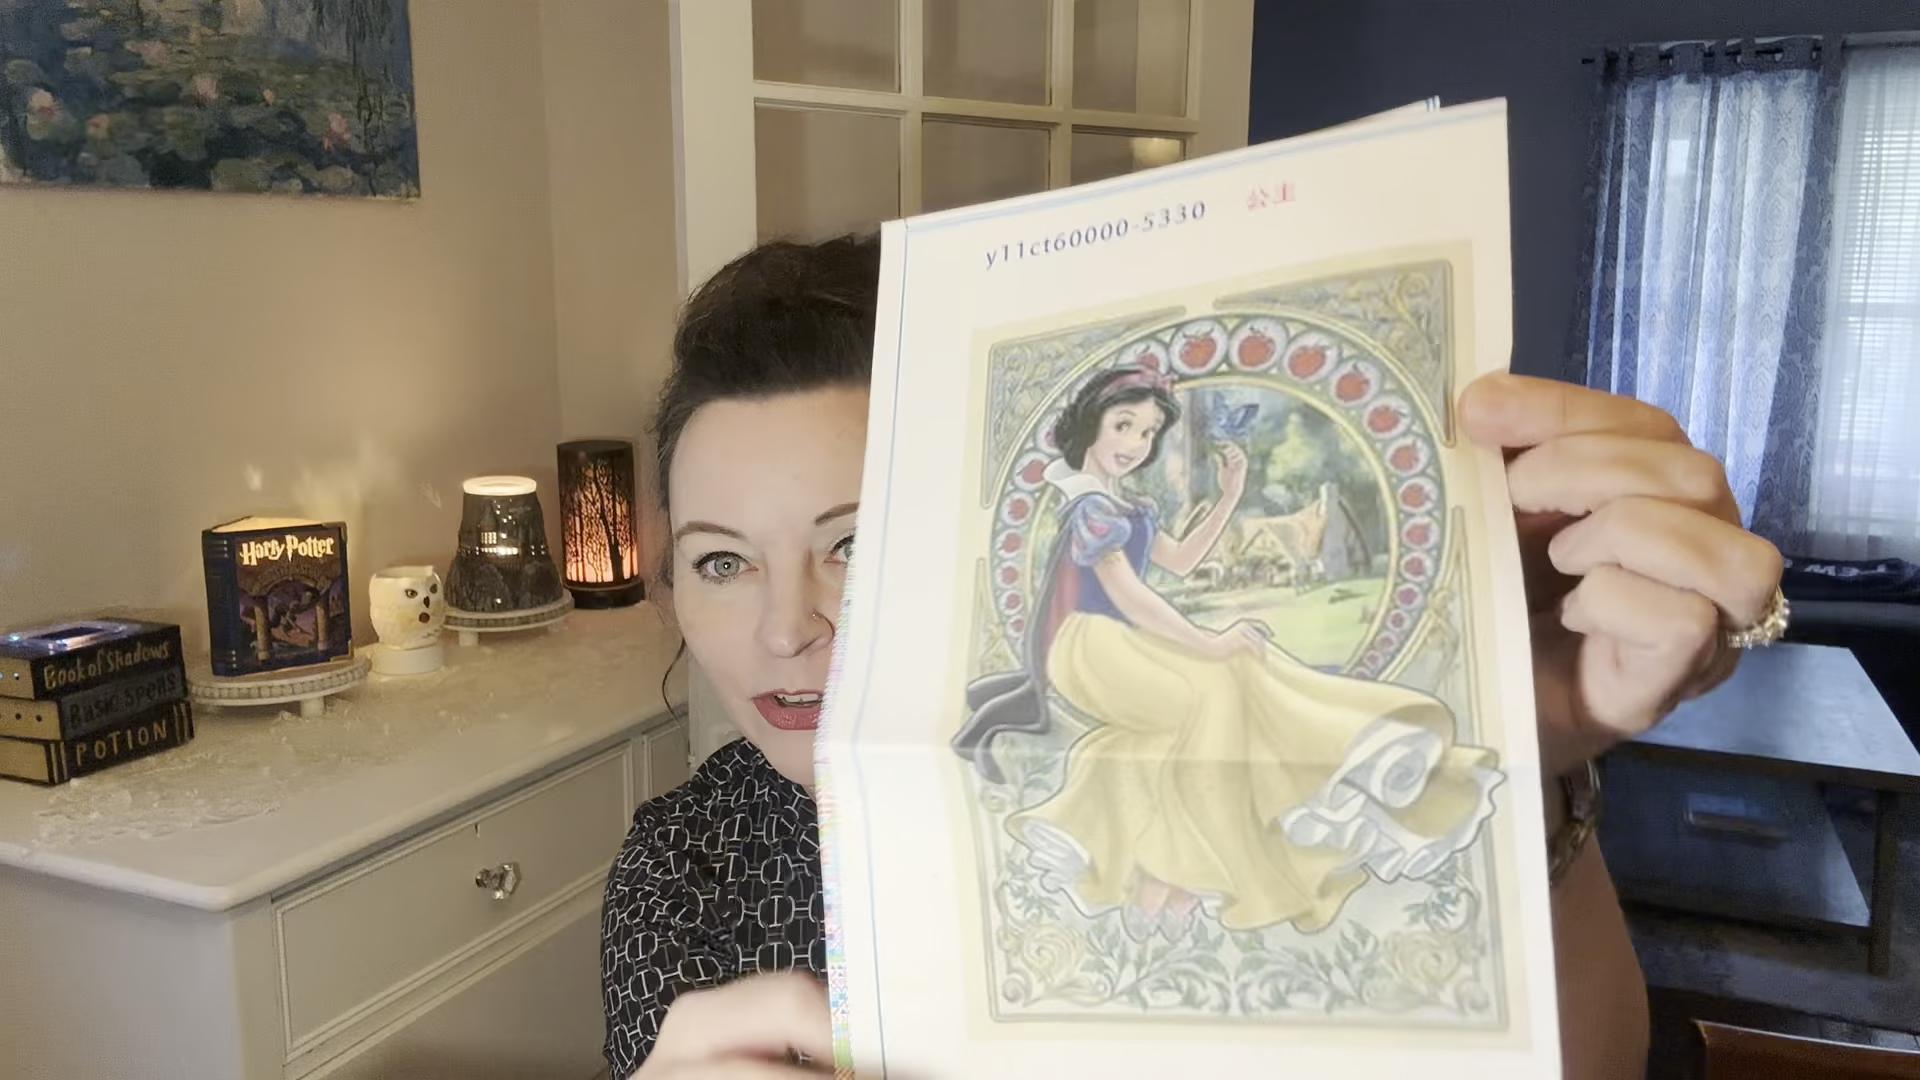 y11ct60000-5330 公主
Harry Potter
Book of Shadows
Basic Spells
POTION